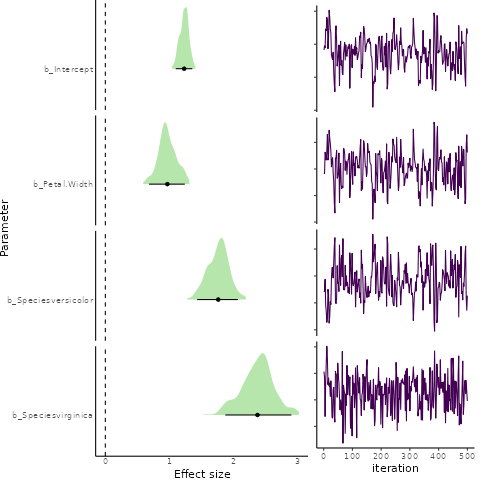 b_Intercept
b_Petal.Width
b_Speciesversicolor
b_Speciesvirginica
Parameter
0 1 2 3
Effect size
0 100 200 300 400 500
iteration